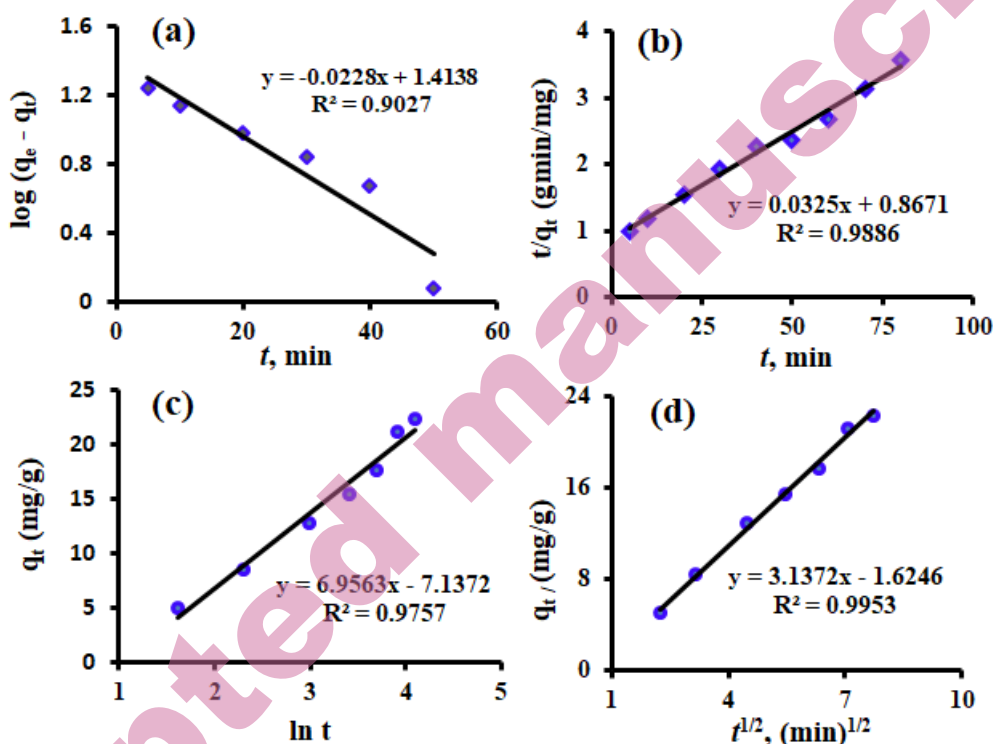 (a)
1.6
1.2
0.8
0.4
0
y = -0.0228x + 1.4138
R² = 0.9027
log (qₑ - qₜ)
0 20 40 60
t, min
(b)
4
3
2
1
0
y = 0.0325x + 0.8671
R² = 0.9886
t/qₜ (gmin/mg)
0 25 50 75 100
t, min
(c)
25
20
15
10
5
0
y = 6.9563x - 7.1372
R² = 0.9757
qₜ (mg/g)
1 2 3 4 5
ln t
(d)
24
16
8
0
y = 3.1372x - 1.6246
R² = 0.9953
qₜ / (mg/g)
1 4 7 10
t¹ᐟ², (min)¹ᐟ²
pted manusc